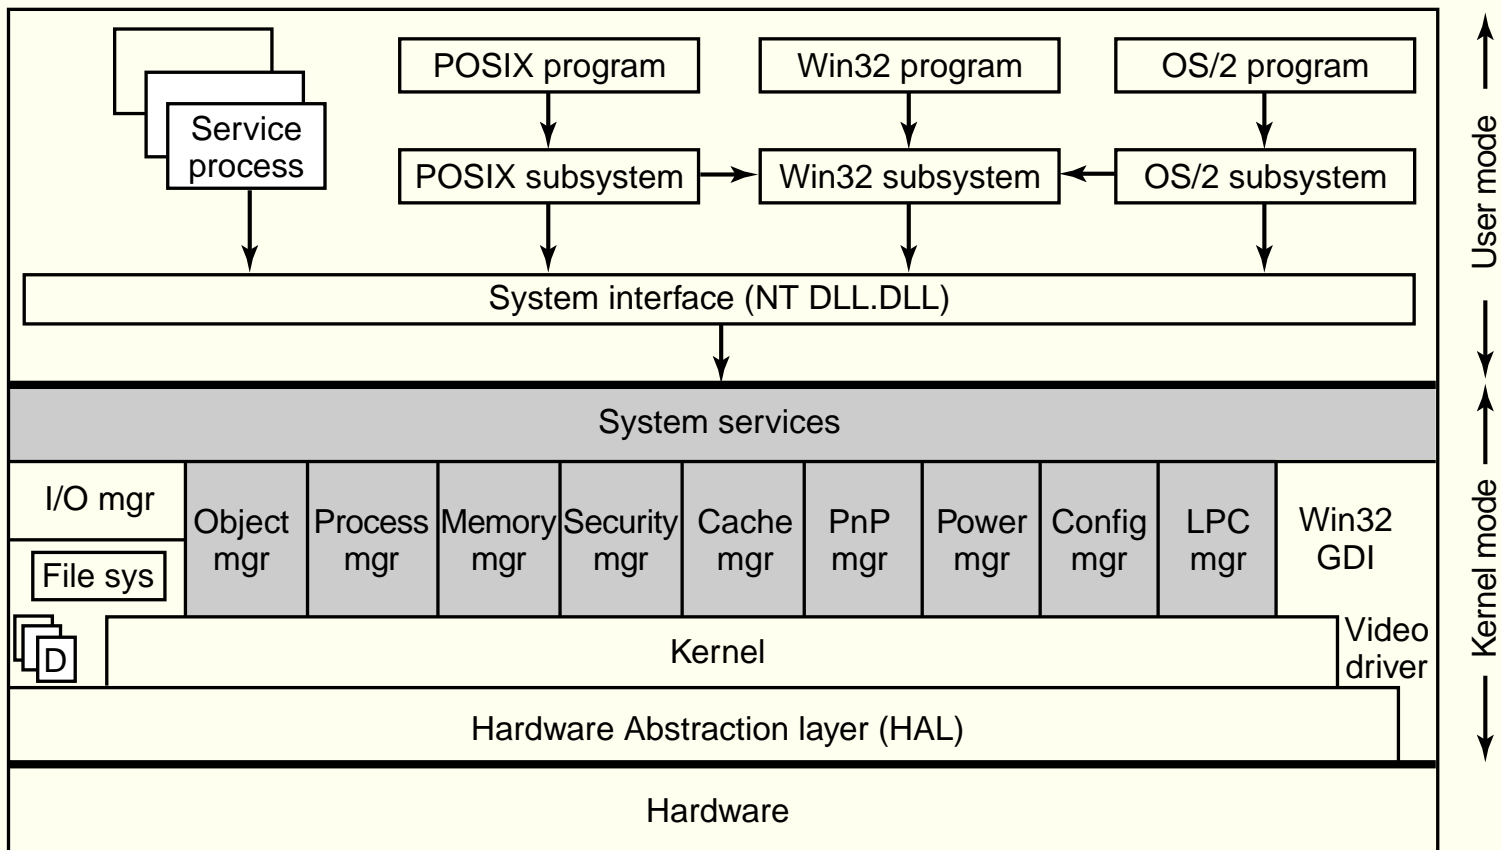 POSIX program
Win32 program
OS/2 program
Service
process
POSIX subsystem
Win32 subsystem
OS/2 subsystem
System interface (NT DLL.DLL)
User mode
System services
I/O mgr
File sys
D
Object
mgr
Process
mgr
Memory
mgr
Security
mgr
Cache
mgr
PnP
mgr
Power
mgr
Config
mgr
LPC
mgr
Win32
GDI
Kernel
Video
driver
Hardware Abstraction layer (HAL)
Kernel mode
Hardware